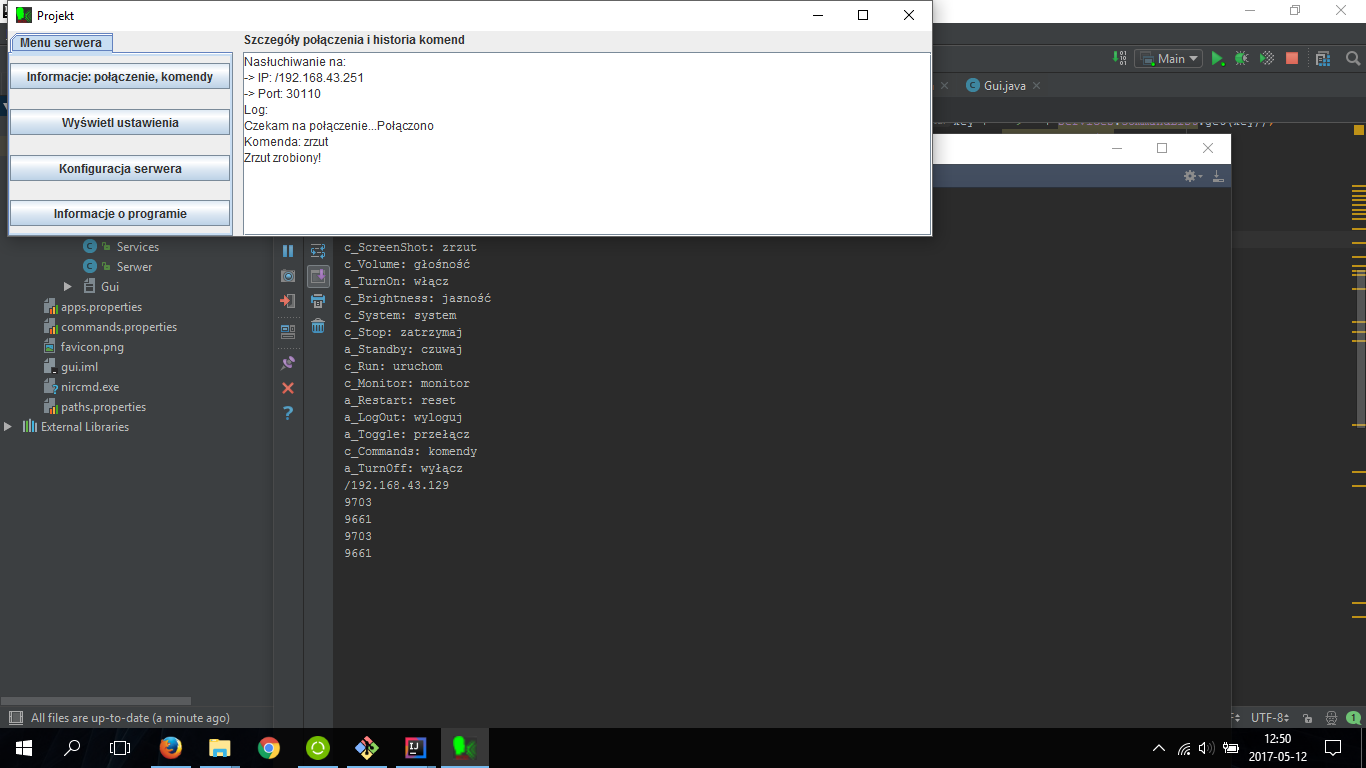 Projekt
Menu serwera
Informacje: połączenie, komendy
Wyświetl ustawienia
Konfiguracja serwera
Informacje o programie
Szczegóły połączenia i historia komend
Nasłuchiwanie na:
-> IP: /192.168.43.251
-> Port: 30110
Log:
Czekam na połączenie...Połączono
Komenda: zrzut
Zrzut zrobiony!
Main
Gui.java
Services
Serwer
Gui
apps.properties
commands.properties
favicon.png
gui.iml
nircmd.exe
paths.properties
External Libraries
c_ScreenShot: zrzut
c_Volume: głośność
a_TurnOn: włącz
c_Brightness: jasność
c_System: system
c_Stop: zatrzymaj
a_Standby: czuwaj
c_Run: uruchom
c_Monitor: monitor
a_Restart: reset
a_LogOut: wyloguj
a_Toggle: przełącz
c_Commands: komendy
a_TurnOff: wyłącz
/192.168.43.129
9703
9661
9703
9661
All files are up-to-date (a minute ago)
UTF-8
1
12:50
2017-05-12